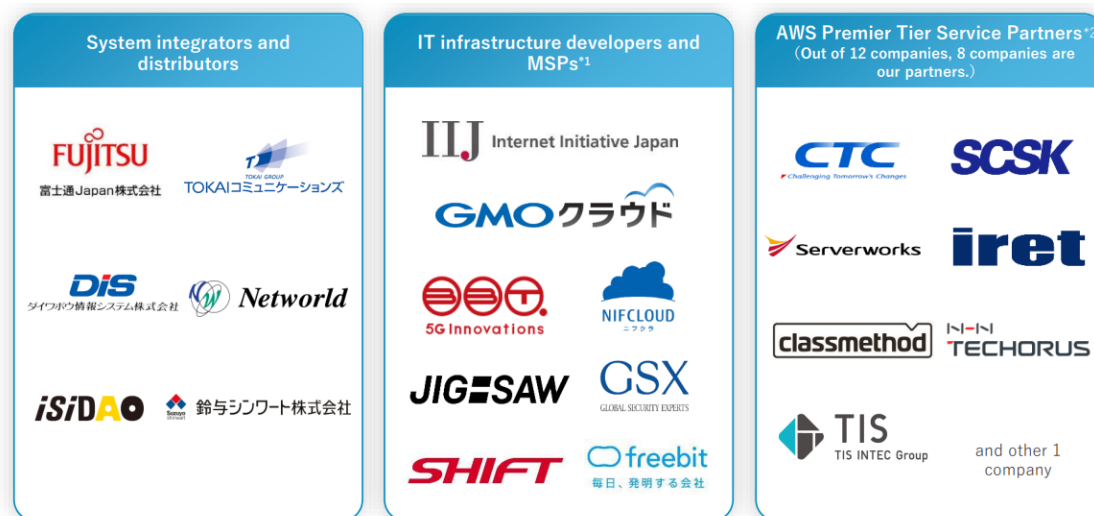 System integrators and
distributors
FUJITSU
富士通Japan株式会社
T
TOKAI GROUP
TOKAIコミュニケーションズ
DiS
ダイワボウ情報システム株式会社
NW Networld
iSiDAO
Suzuyo
Shinwart
鈴与シンワート株式会社
IT infrastructure developers and
MSPs*1
IIJ Internet Initiative Japan
GMOクラウド
BBT.
5G Innovations
NIFCLOUD
ニフクラ
JIGSAW
GSX
GLOBAL SECURITY EXPERTS
SHIFT
freebit
毎日、発明する会社
AWS Premier Tier Service Partners*2
(Out of 12 companies, 8 companies are
our partners.)
CTC
Challenging Tomorrow's Changes
SCSK
Serverworks
iret
classmethod
NHN
TECHORUS
TIS
TIS INTEC Group
and other 1
company